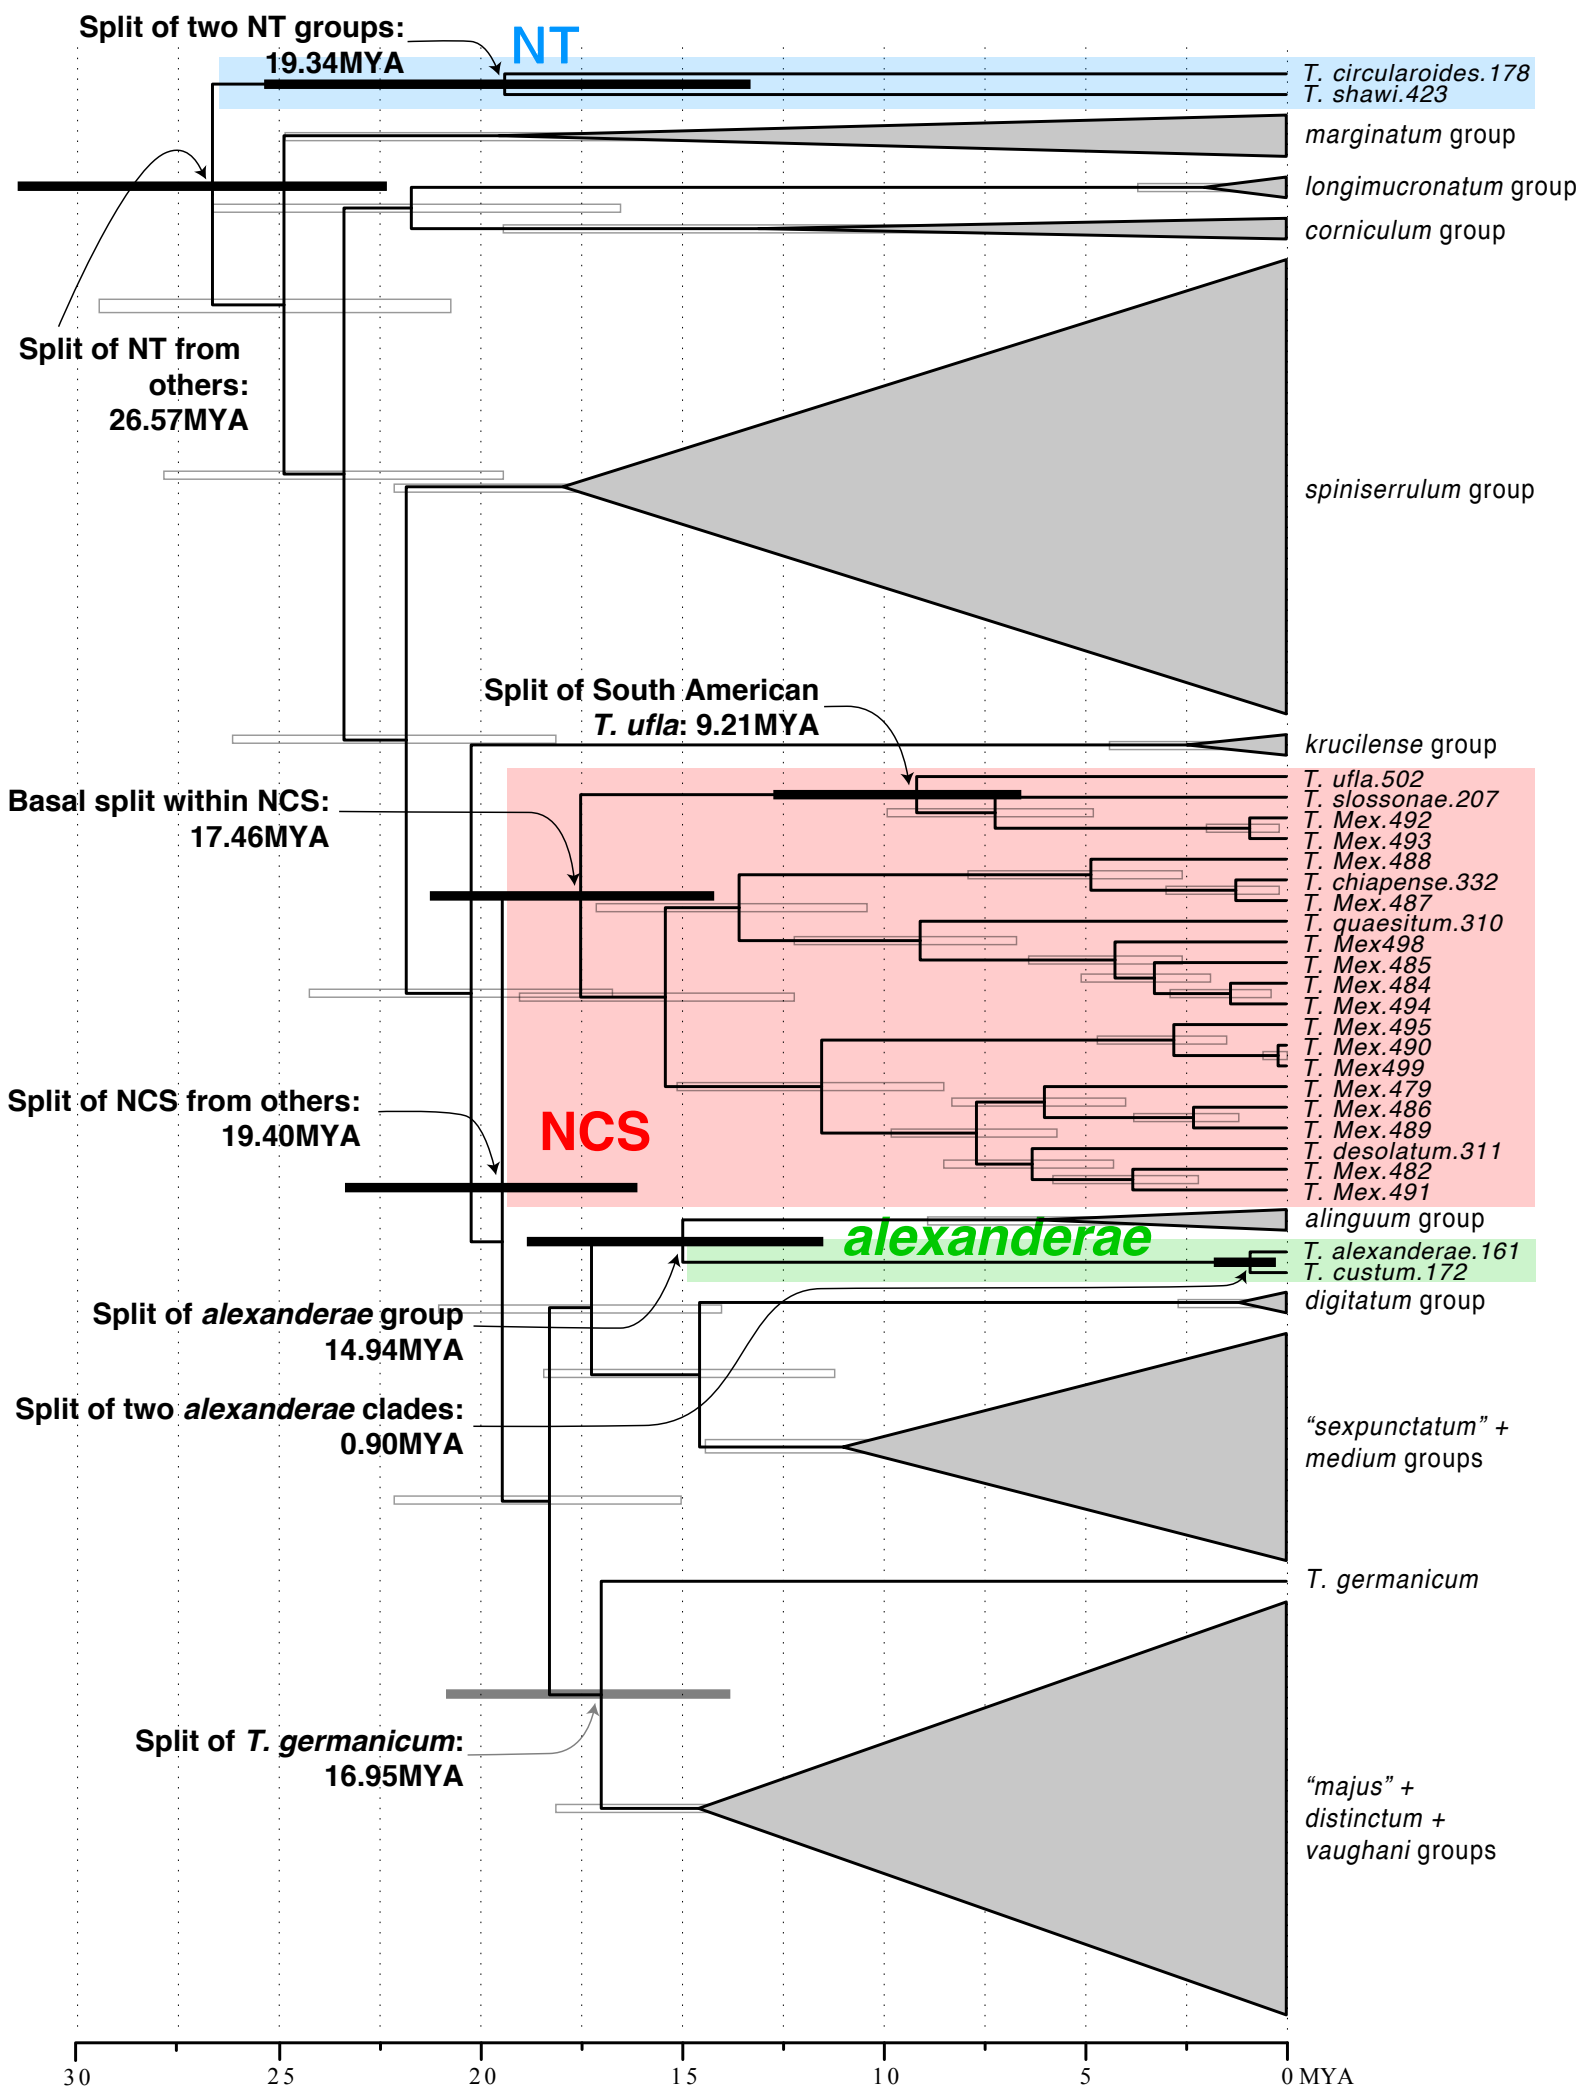 Split of two NT groups:
19.34MYA
NT
T. circularoides.178
T. shawi.423
marginatum group
longimucronatum group
corniculum group
Split of NT from
others:
26.57MYA
spiniserrulum group
Split of South American
T. ufla: 9.21MYA
krucilense group
Basal split within NCS:
17.46MYA
T. ufla.502
T. slossonae.207
T. Mex.492
T. Mex.493
T. Mex.488
T. chiapense.332
T. Mex.487
T. quaesitum.310
T. Mex498
T. Mex.485
T. Mex.484
T. Mex.494
T. Mex.495
T. Mex.490
T. Mex499
T. Mex.479
T. Mex.486
T. Mex.489
T. desolatum.311
T. Mex.482
T. Mex.491
Split of NCS from others:
19.40MYA
NCS
alinguum group
alexanderae
T. alexanderae.161
T. custum.172
digitatum group
Split of alexanderae group
14.94MYA
Split of two alexanderae clades:
0.90MYA
“sexpunctatum” +
medium groups
T. germanicum
Split of T. germanicum:
16.95MYA
“majus” +
distinctum +
vaughani groups
30 25 20 15 10 5 0 MYA